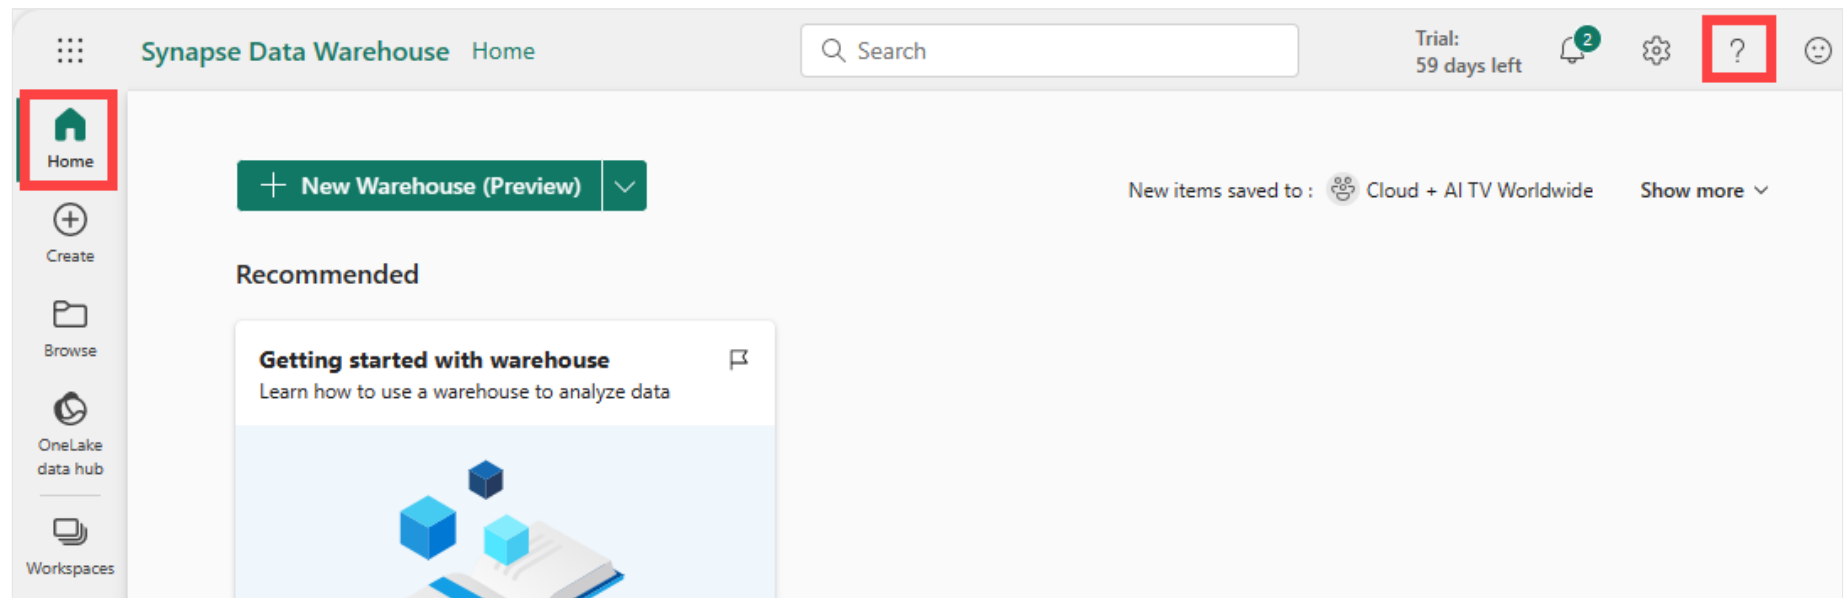 Synapse Data Warehouse Home
Search
Trial:
59 days left
2
?
Home
Create
Browse
OneLake
data hub
Workspaces
+ New Warehouse (Preview)
New items saved to : Cloud + AI TV Worldwide
Show more
Recommended
Getting started with warehouse
Learn how to use a warehouse to analyze data